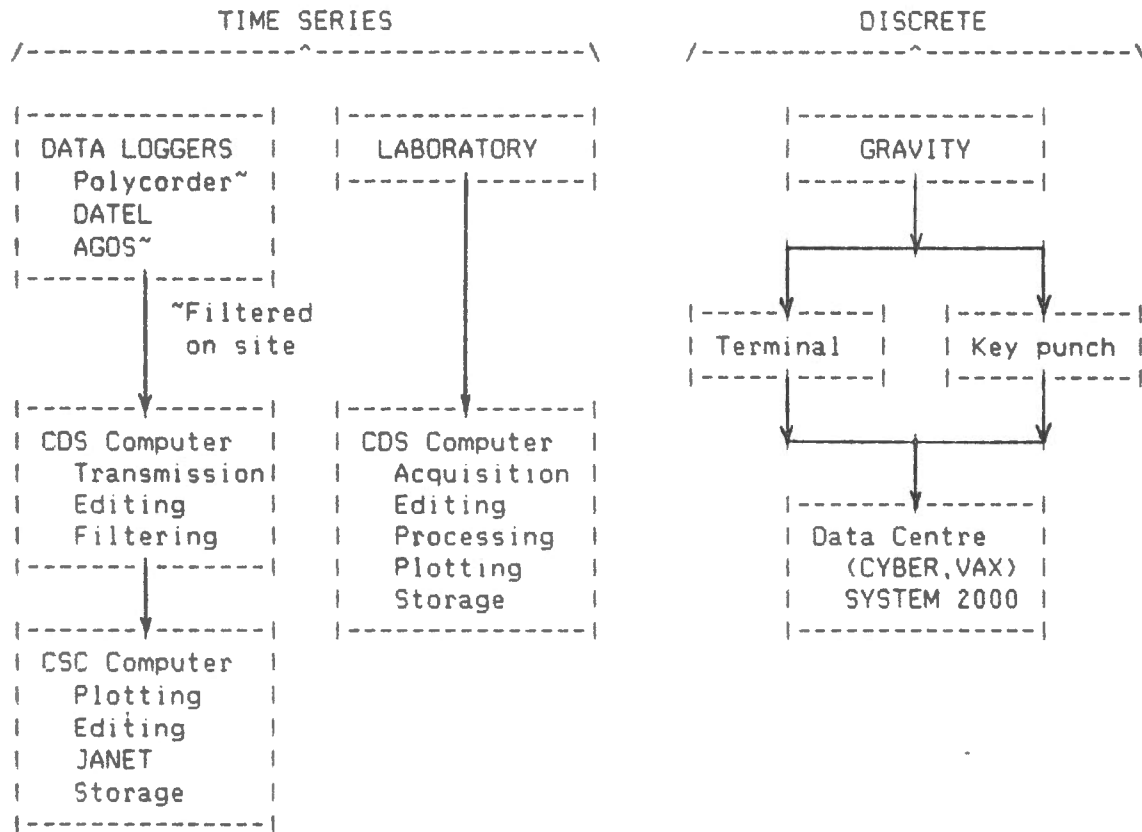 TIME SERIES
DISCRETE
DATA LOGGERS
Polycorder~
DATEL
AGOS~
LABORATORY
GRAVITY
~Filtered
on site
Terminal
Key punch
CDS Computer
Transmission
Editing
Filtering
CDS Computer
Acquisition
Editing
Processing
Plotting
Storage
Data Centre
(CYBER,VAX)
SYSTEM 2000
CSC Computer
Plotting
Editing
JANET
Storage